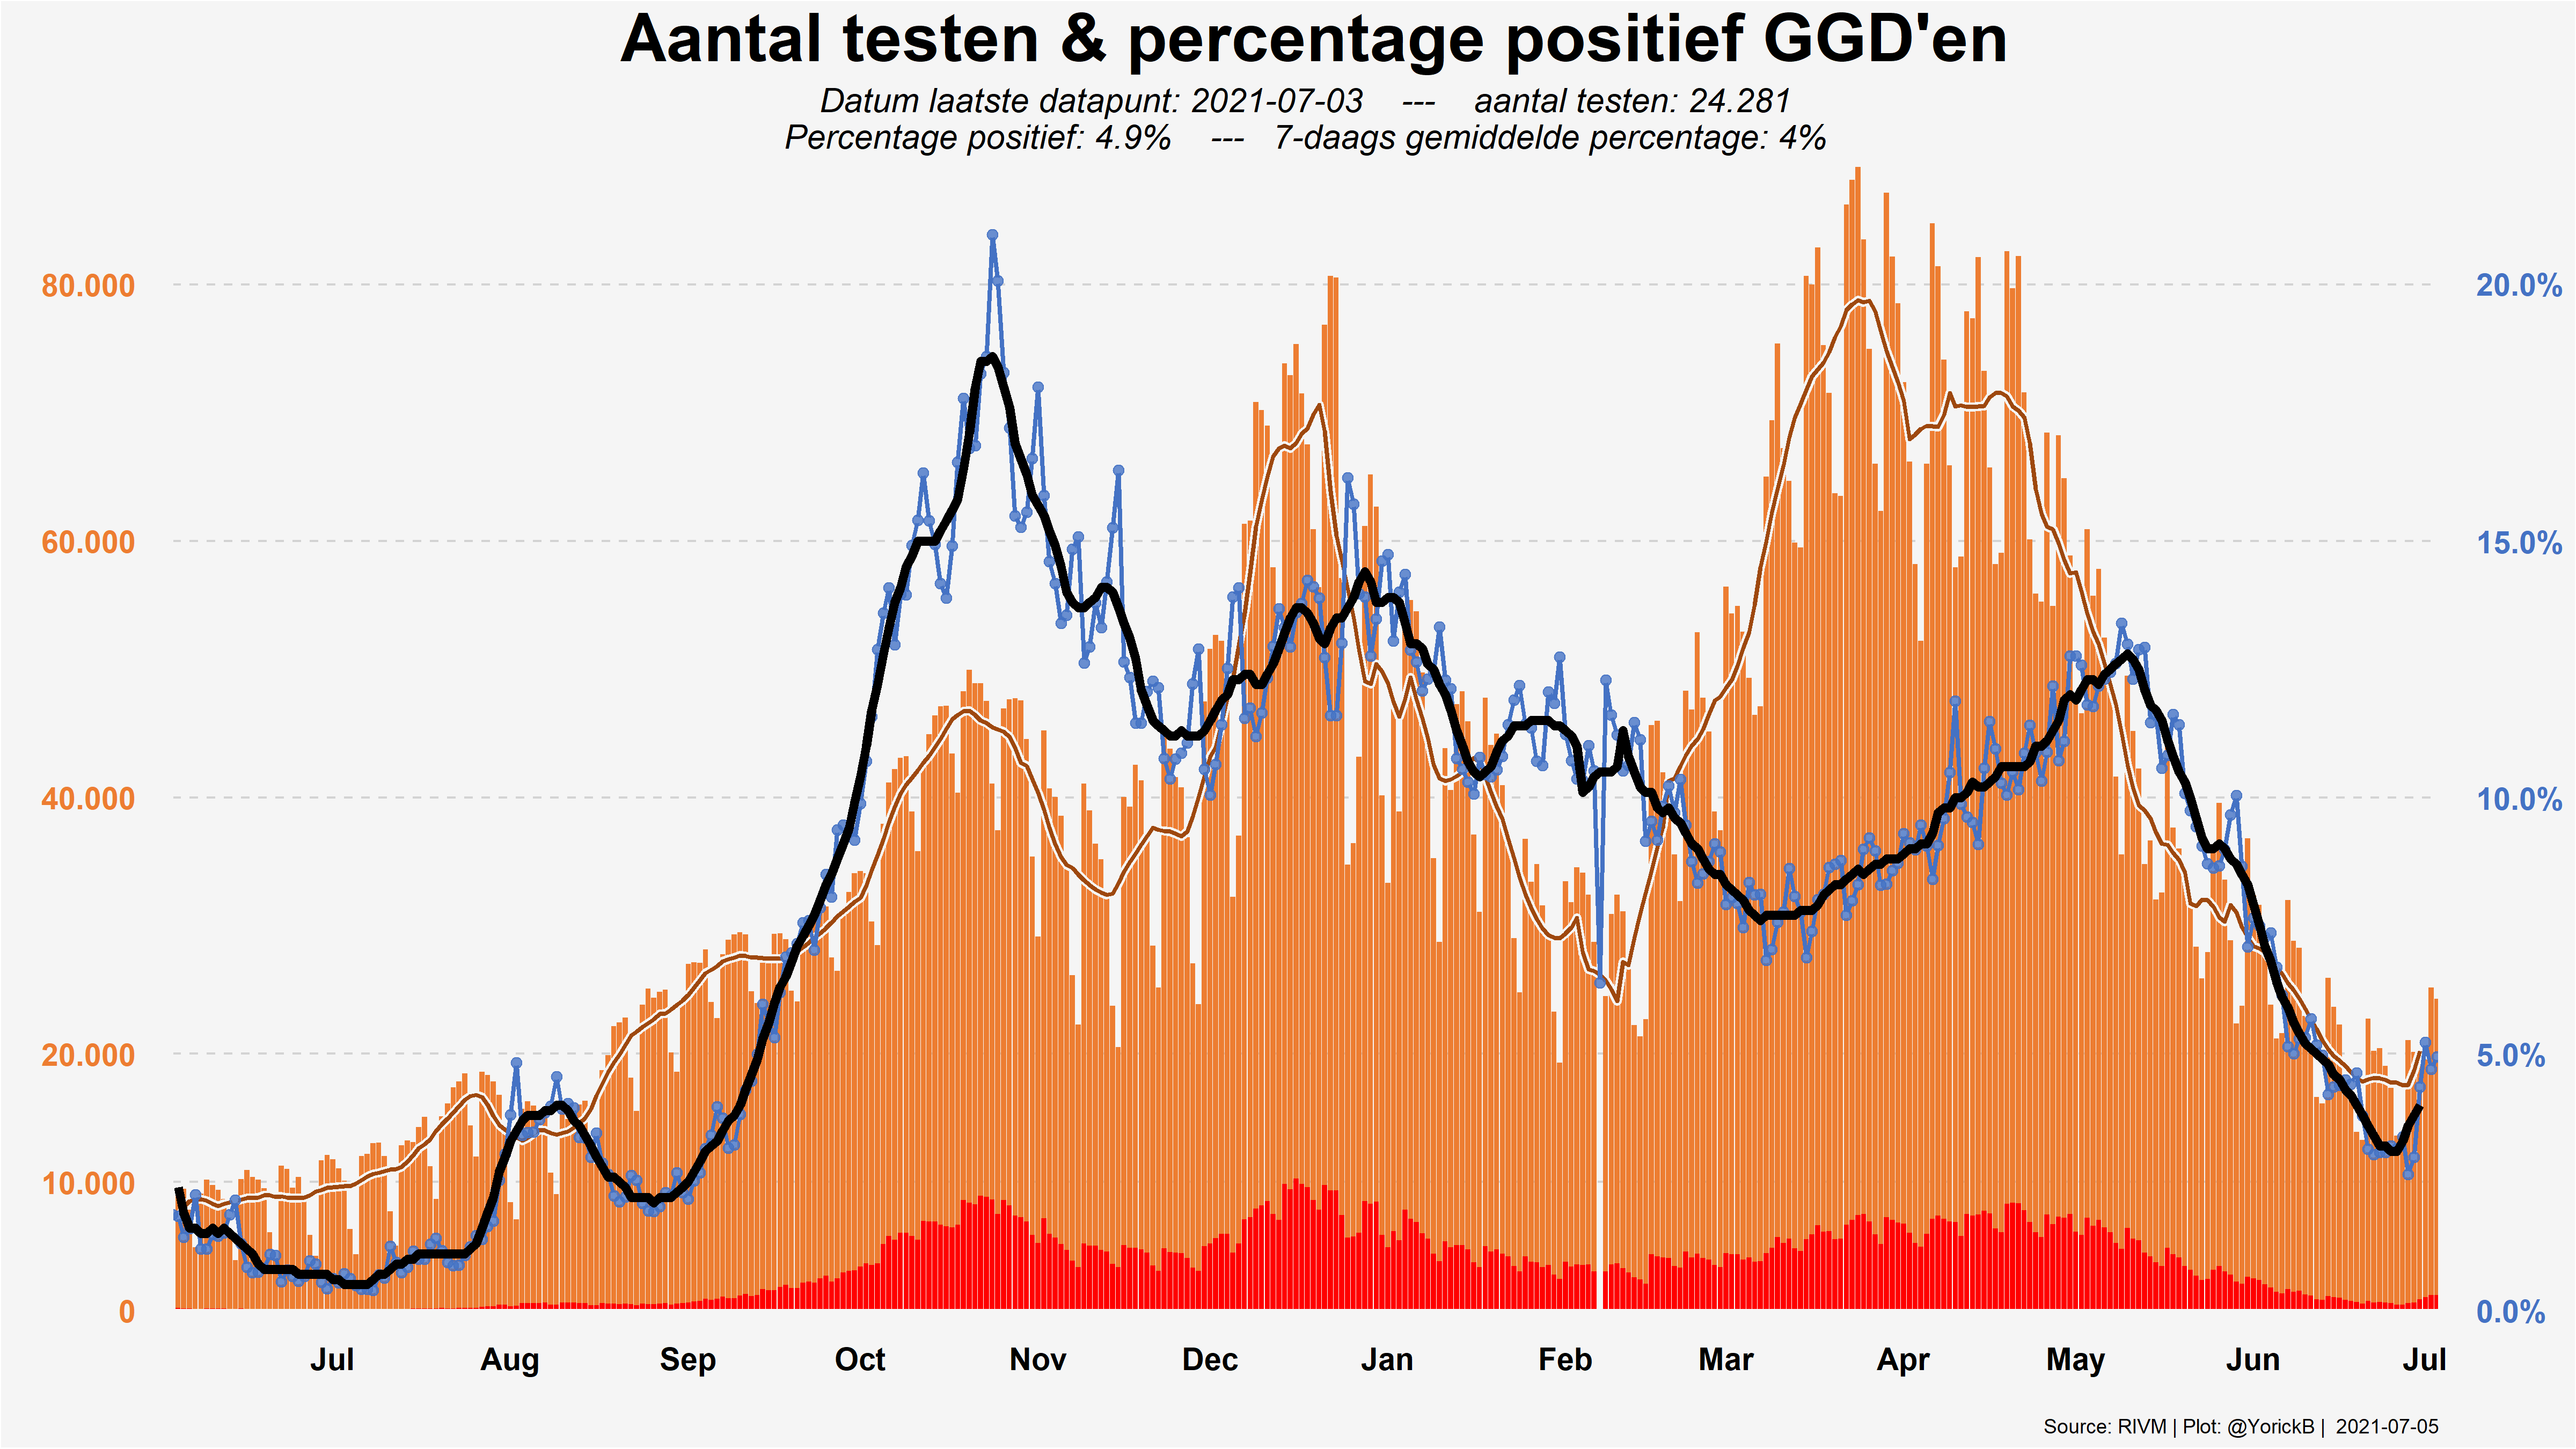 Aantal testen & percentage positief GGD'en
Datum laatste datapunt: 2021-07-03 --- aantal testen: 24.281
Percentage positief: 4.9% --- 7-daags gemiddelde percentage: 4%
80.000
20.0%
60.000
15.0%
40.000
10.0%
20.000
5.0%
10.000
0
0.0%
Jul Aug Sep Oct Nov Dec Jan Feb Mar Apr May Jun Jul
Source: RIVM | Plot: @YorickB | 2021-07-05